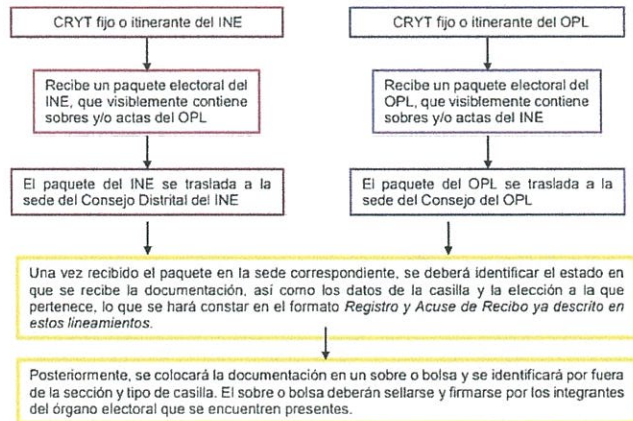 CRYT fijo o itinerante del INE
CRYT fijo o itinerante del OPL
Recibe un paquete electoral del
INE, que visiblemente contiene
sobres y/o actas del OPL
Recibe un paquete electoral del
OPL, que visiblemente contiene
sobres y/o actas del INE
El paquete del INE se traslada a la
sede del Consejo Distrital del INE
El paquete del OPL se traslada a la
sede del Consejo del OPL
Una vez recibido el paquete en la sede correspondiente, se deberá identificar el estado en
que se recibe la documentación, así como los datos de la casilla y la elección a la que
pertenece, lo que se hará constar en el formato Registro y Acuse de Recibo ya descrito en
estos lineamientos.
Posteriormente, se colocará la documentación en un sobre o bolsa y se identificará por fuera
de la sección y tipo de casilla. El sobre o bolsa deberán sellarse y firmarse por los integrantes
del órgano electoral que se encuentren presentes.